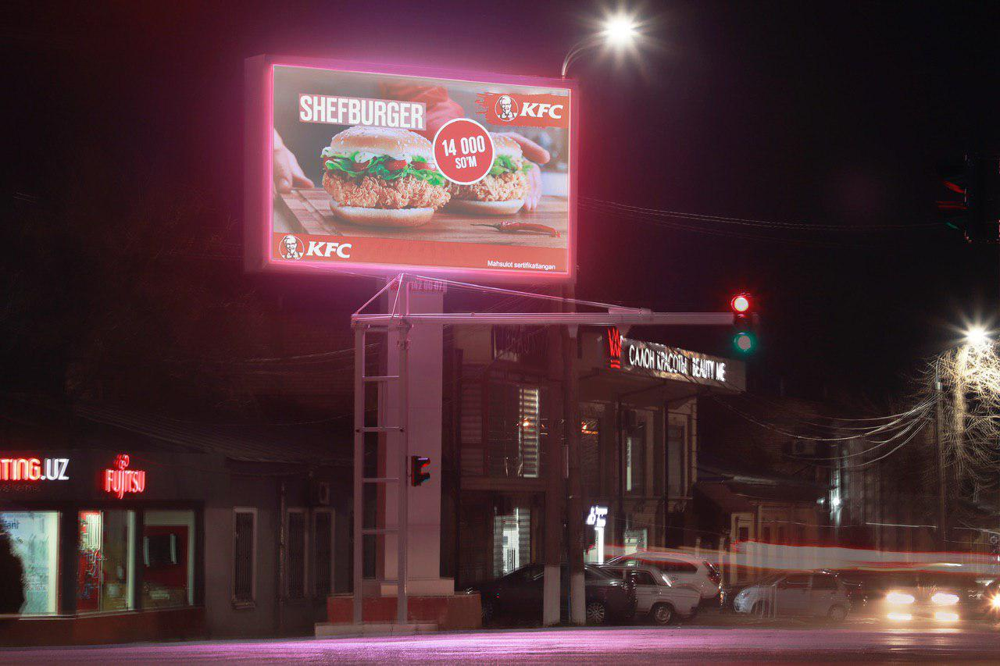 SHEFBURGER
KFC
14 000
SO'M
KFC
Mahsulot sertifikatlangan
САЛОН КРАСОТЫ BEAUTY ME
TING.UZ
FUJITSU